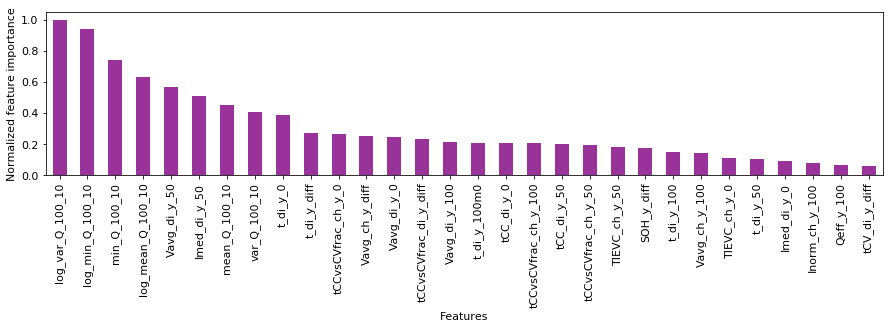 Normalized feature importance
1.0
0.8
0.6
0.4
0.2
0.0
log_var_Q_100_10
log_min_Q_100_10
min_Q_100_10
log_mean_Q_100_10
Vavg_di_y_50
Imed_di_y_50
mean_Q_100_10
var_Q_100_10
t_di_y_0
t_di_y_diff
tCCvsCVfrac_ch_y_0
Vavg_ch_y_diff
Vavg_di_y_0
tCCvsCVfrac_di_y_diff
Vavg_di_y_100
t_di_y_100m0
tCC_di_y_0
tCCvsCVfrac_ch_y_100
tCC_di_y_50
tCCvsCVfrac_ch_y_50
TIEVC_ch_y_50
SOH_y_diff
t_di_y_100
Vavg_ch_y_100
TIEVC_ch_y_0
t_di_y_50
Imed_di_y_0
Inorm_ch_y_100
Qeff_y_100
tCV_di_y_diff
Features